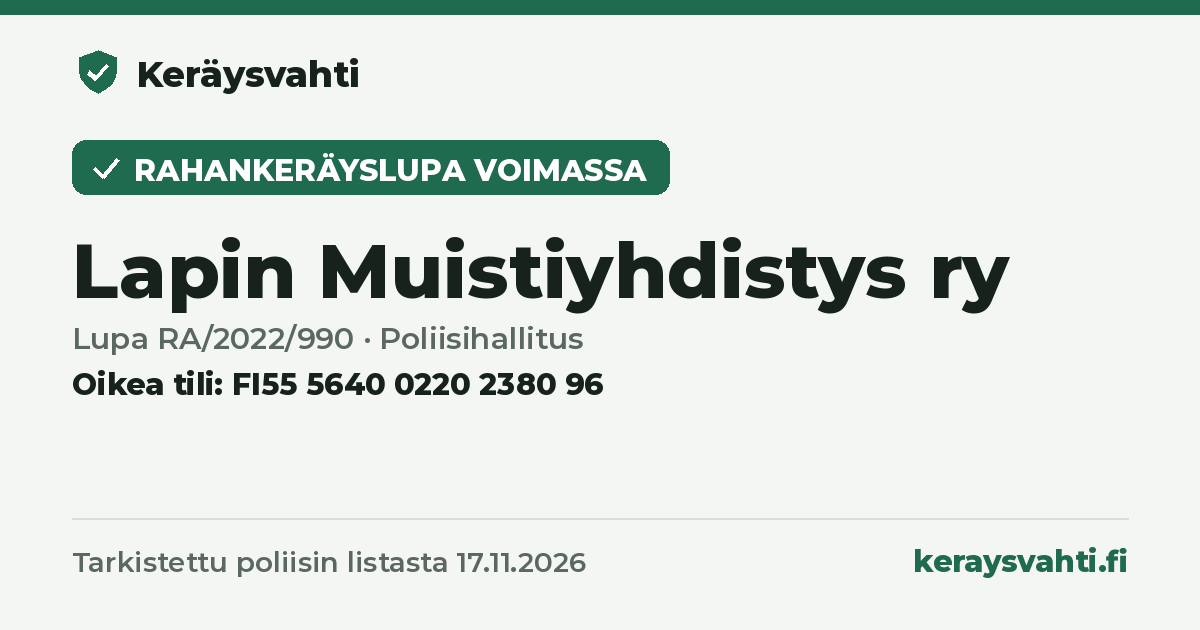 Keräysvahti
RAHANKERÄYSLUPA VOIMASSA
Lapin Muistiyhdistys ry
Lupa RA/2022/990 · Poliisihallitus
Oikea tili: FI55 5640 0220 2380 96
Tarkistettu poliisin listasta 17.11.2026
keraysvahti.fi